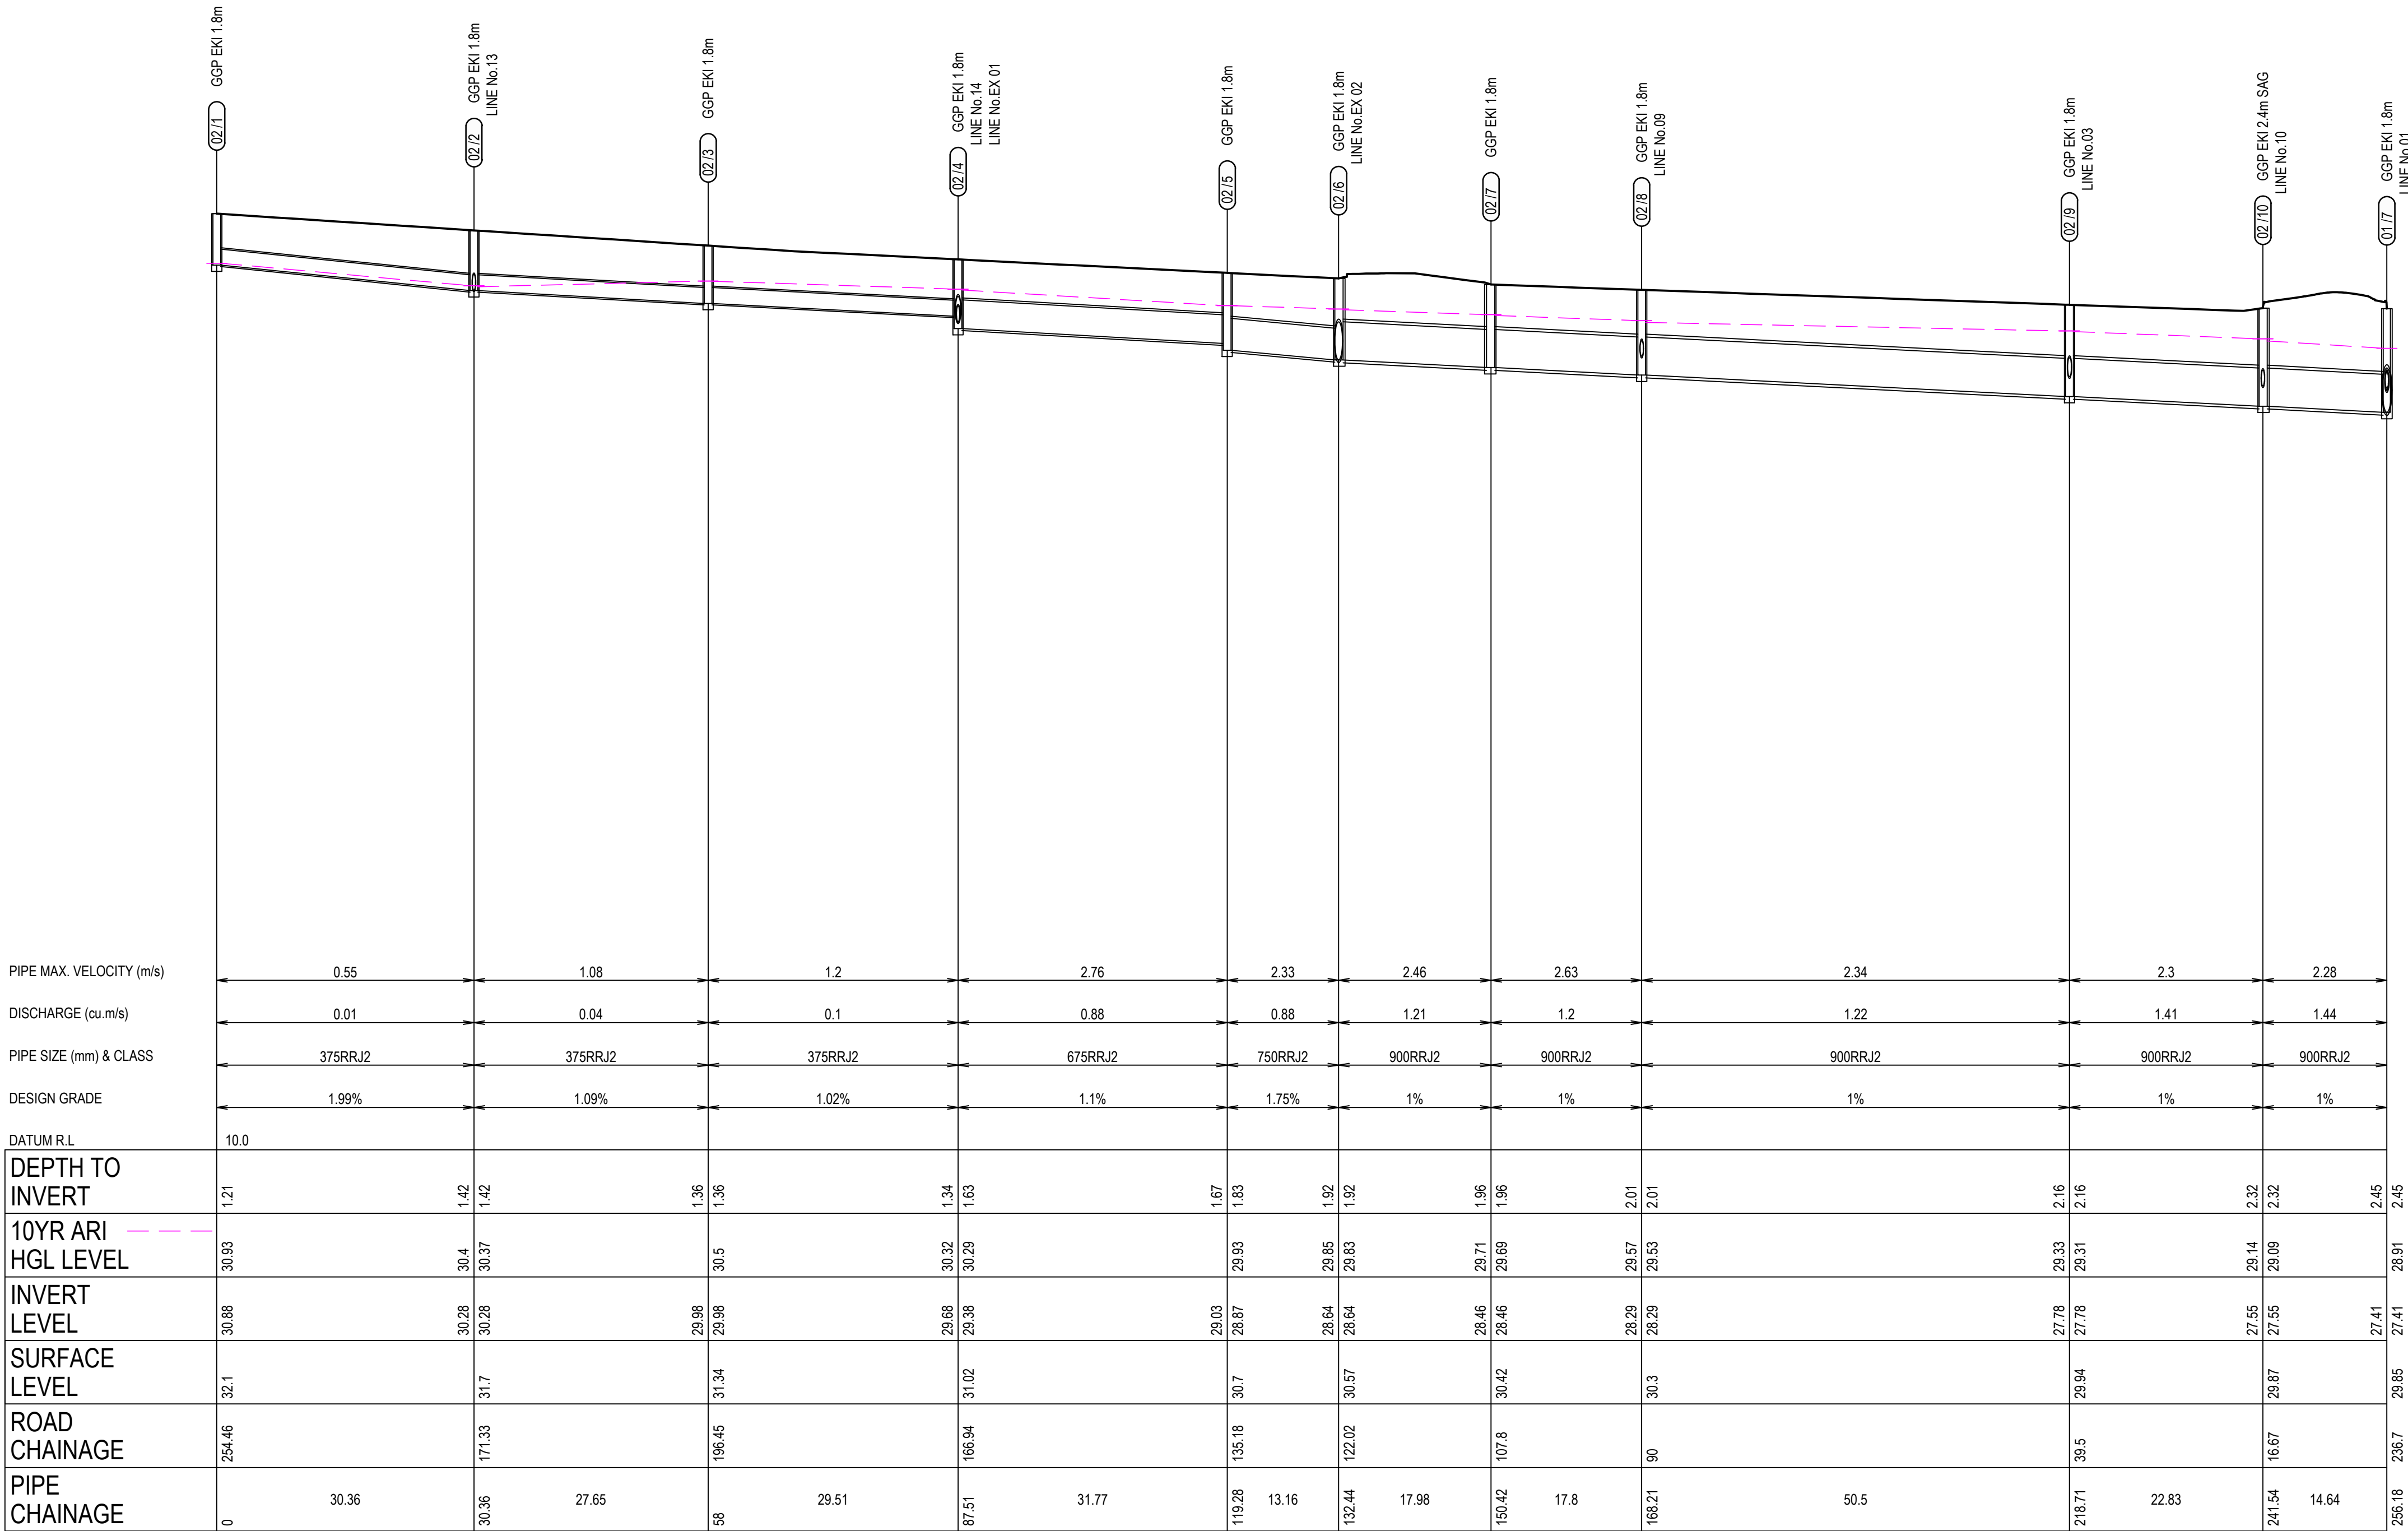 02 /1 GGP EKI 1.8m
02 /2 GGP EKI 1.8m
LINE No.13
02 /3 GGP EKI 1.8m
02 /4 GGP EKI 1.8m
LINE No.14
LINE No.EX 01
02 /5 GGP EKI 1.8m
02 /6 GGP EKI 1.8m
LINE No.EX 02
02 /7 GGP EKI 1.8m
02 /8 GGP EKI 1.8m
LINE No.09
02 /9 GGP EKI 1.8m
LINE No.03
02 /10 GGP EKI 2.4m SAG
LINE No.10
01 /7 GGP EKI 1.8m
LINE No.01
PIPE MAX. VELOCITY (m/s) 0.55 1.08 1.2 2.76 2.33 2.46 2.63 2.34 2.3 2.28
DISCHARGE (cu.m/s) 0.01 0.04 0.1 0.88 0.88 1.21 1.2 1.22 1.41 1.44
PIPE SIZE (mm) & CLASS 375RRJ2 375RRJ2 375RRJ2 675RRJ2 750RRJ2 900RRJ2 900RRJ2 900RRJ2 900RRJ2 900RRJ2
DESIGN GRADE 1.99% 1.09% 1.02% 1.1% 1.75% 1% 1% 1% 1% 1%
DATUM R.L 10.0
DEPTH TO
INVERT 1.21 1.42 1.42 1.36 1.36 1.34 1.63 1.67 1.83 1.92 1.92 1.96 1.96 2.01 2.01 2.16 2.16 2.32 2.32 2.45 2.45
10YR ARI
HGL LEVEL 30.93 30.4 30.37 30.5 30.32 30.29 29.93 29.85 29.83 29.71 29.69 29.57 29.53 29.33 29.31 29.14 29.09 28.91
INVERT
LEVEL 30.88 30.28 30.28 29.98 29.98 29.68 29.38 29.03 28.87 28.64 28.64 28.46 28.46 28.29 28.29 27.78 27.78 27.55 27.55 27.41 27.41
SURFACE
LEVEL 32.1 31.7 31.34 31.02 30.7 30.57 30.42 30.3 29.94 29.87 29.85
ROAD
CHAINAGE 254.46 171.33 196.45 166.94 135.18 122.02 107.8 90 39.5 16.67 236.7
PIPE
CHAINAGE 0 30.36 30.36 27.65 58 29.51 87.51 31.77 119.28 13.16 132.44 17.98 150.42 17.8 168.21 50.5 218.71 22.83 241.54 14.64 256.18